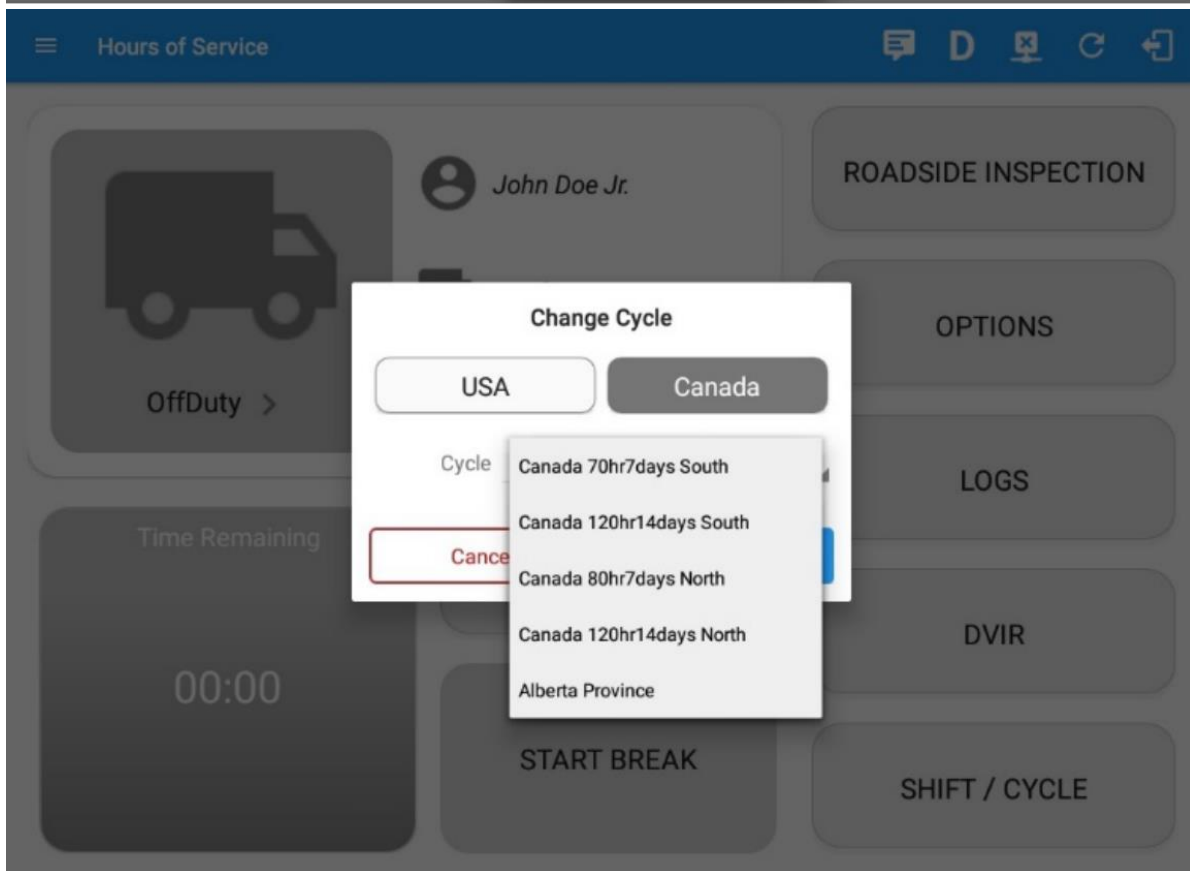 Hours of Service
D
John Doe Jr.
ROADSIDE INSPECTION
Change Cycle
USA
Canada
OPTIONS
OffDuty >
Cycle
Canada 70hr7days South
Canada 120hr14days South
Canada 80hr7days North
Canada 120hr14days North
Alberta Province
LOGS
Time Remaining
Cance
DVIR
00:00
START BREAK
SHIFT / CYCLE